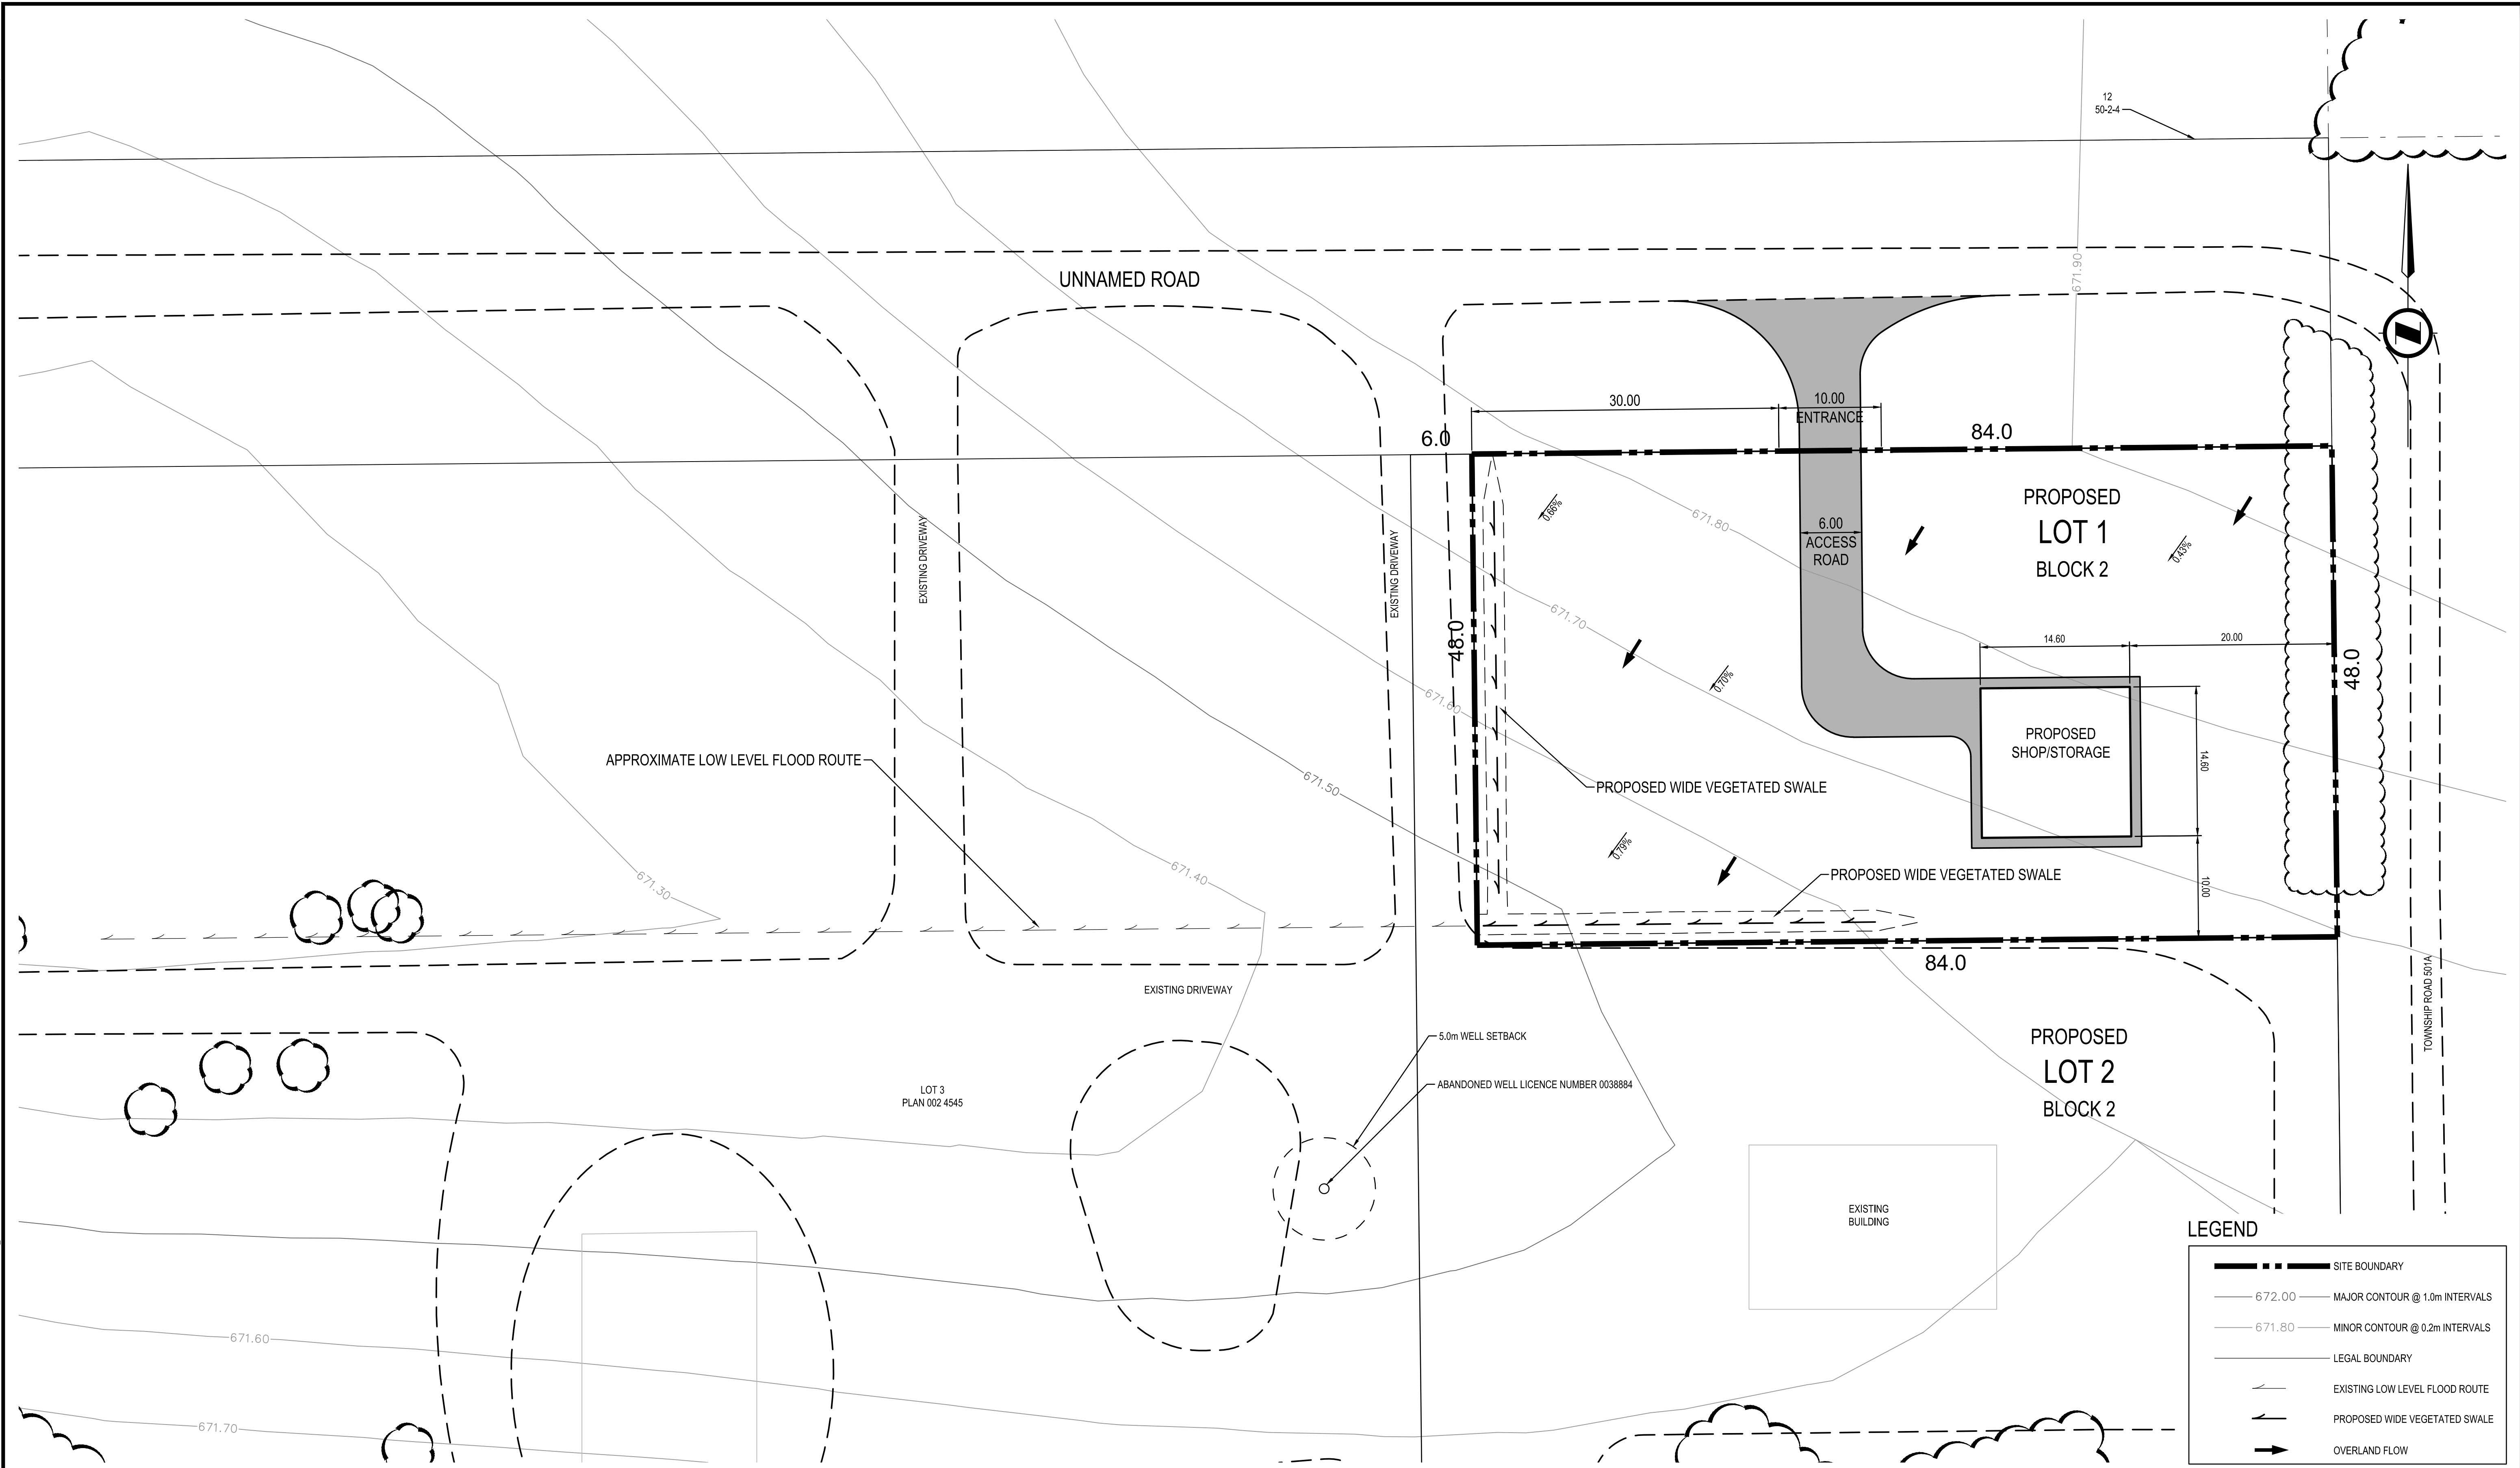 12
50-2-4
UNNAMED ROAD
671.90
30.00
10.00
ENTRANCE
6.0
84.0
PROPOSED
LOT 1
BLOCK 2
0.66%
671.80
6.00
ACCESS
ROAD
0.43%
EXISTING DRIVEWAY
EXISTING DRIVEWAY
671.70
48.0
14.60
20.00
48.0
0.70%
671.60
PROPOSED
SHOP/STORAGE
14.60
APPROXIMATE LOW LEVEL FLOOD ROUTE
671.50
PROPOSED WIDE VEGETATED SWALE
0.79%
671.40
671.30
PROPOSED WIDE VEGETATED SWALE
10.00
84.0
EXISTING DRIVEWAY
TOWNSHIP ROAD 501A
5.0m WELL SETBACK
PROPOSED
LOT 2
BLOCK 2
LOT 3
PLAN 002 4545
ABANDONED WELL LICENCE NUMBER 0038884
EXISTING
BUILDING
671.60
671.70
LEGEND
SITE BOUNDARY
672.00 MAJOR CONTOUR @ 1.0m INTERVALS
671.80 MINOR CONTOUR @ 0.2m INTERVALS
LEGAL BOUNDARY
EXISTING LOW LEVEL FLOOD ROUTE
PROPOSED WIDE VEGETATED SWALE
OVERLAND FLOW